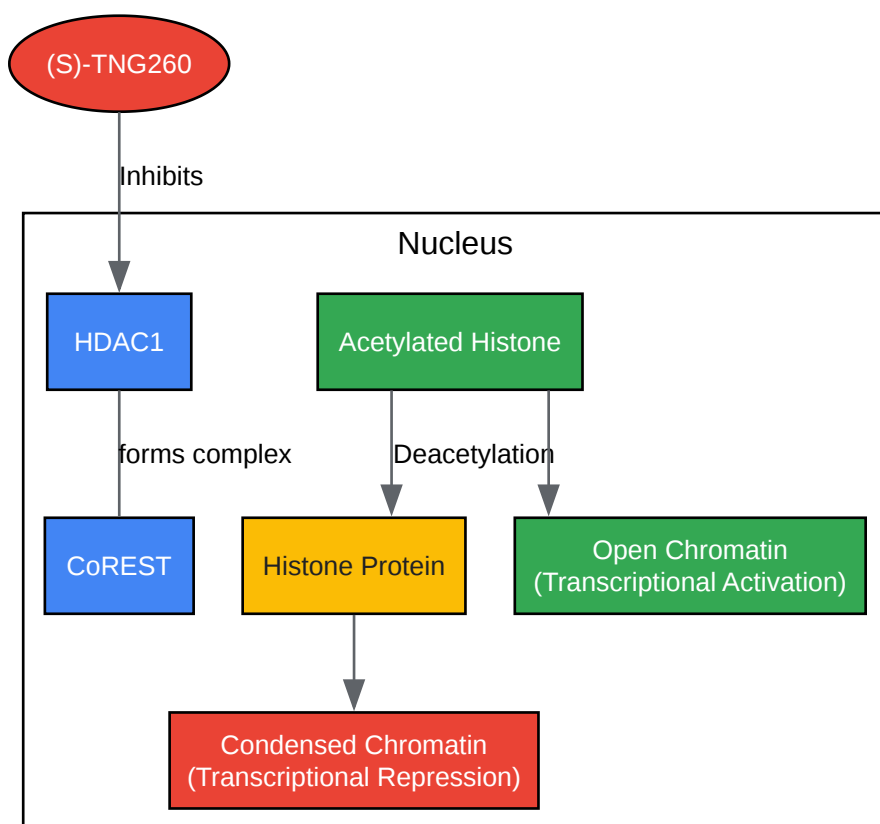 (S)-TNG260
Inhibits
Nucleus
HDAC1
Acetylated Histone
forms complex
Deacetylation
CoREST
Histone Protein
Open Chromatin
(Transcriptional Activation)
Condensed Chromatin
(Transcriptional Repression)